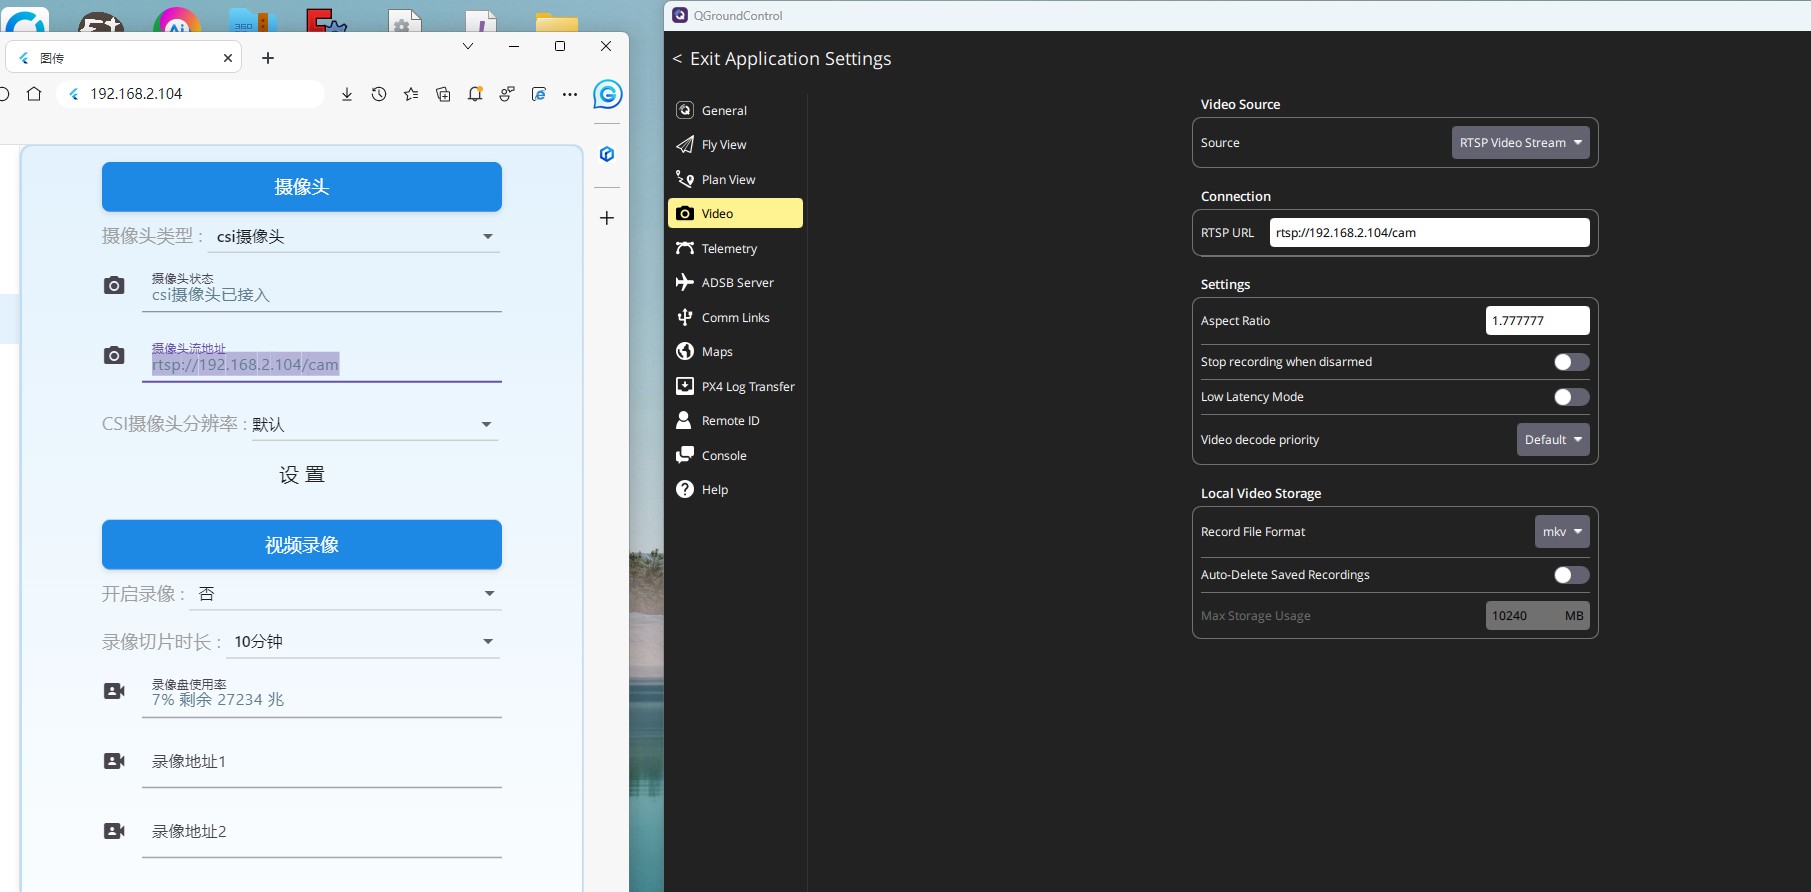 图传
192.168.2.104
摄像头
摄像头类型 : csi摄像头
摄像头状态
csi摄像头已接入
摄像头流地址
rtsp://192.168.2.104/cam
CSI摄像头分辨率 : 默认
设 置
视频录像
开启录像 : 否
录像切片时长 : 10分钟
录像盘使用率
7% 剩余 27234 兆
录像地址1
录像地址2
QGroundControl
< Exit Application Settings
General
Fly View
Plan View
Video
Telemetry
ADSB Server
Comm Links
Maps
PX4 Log Transfer
Remote ID
Console
Help
Video Source
Source RTSP Video Stream
Connection
RTSP URL rtsp://192.168.2.104/cam
Settings
Aspect Ratio 1.777777
Stop recording when disarmed
Low Latency Mode
Video decode priority Default
Local Video Storage
Record File Format mkv
Auto-Delete Saved Recordings
Max Storage Usage 10240 MB